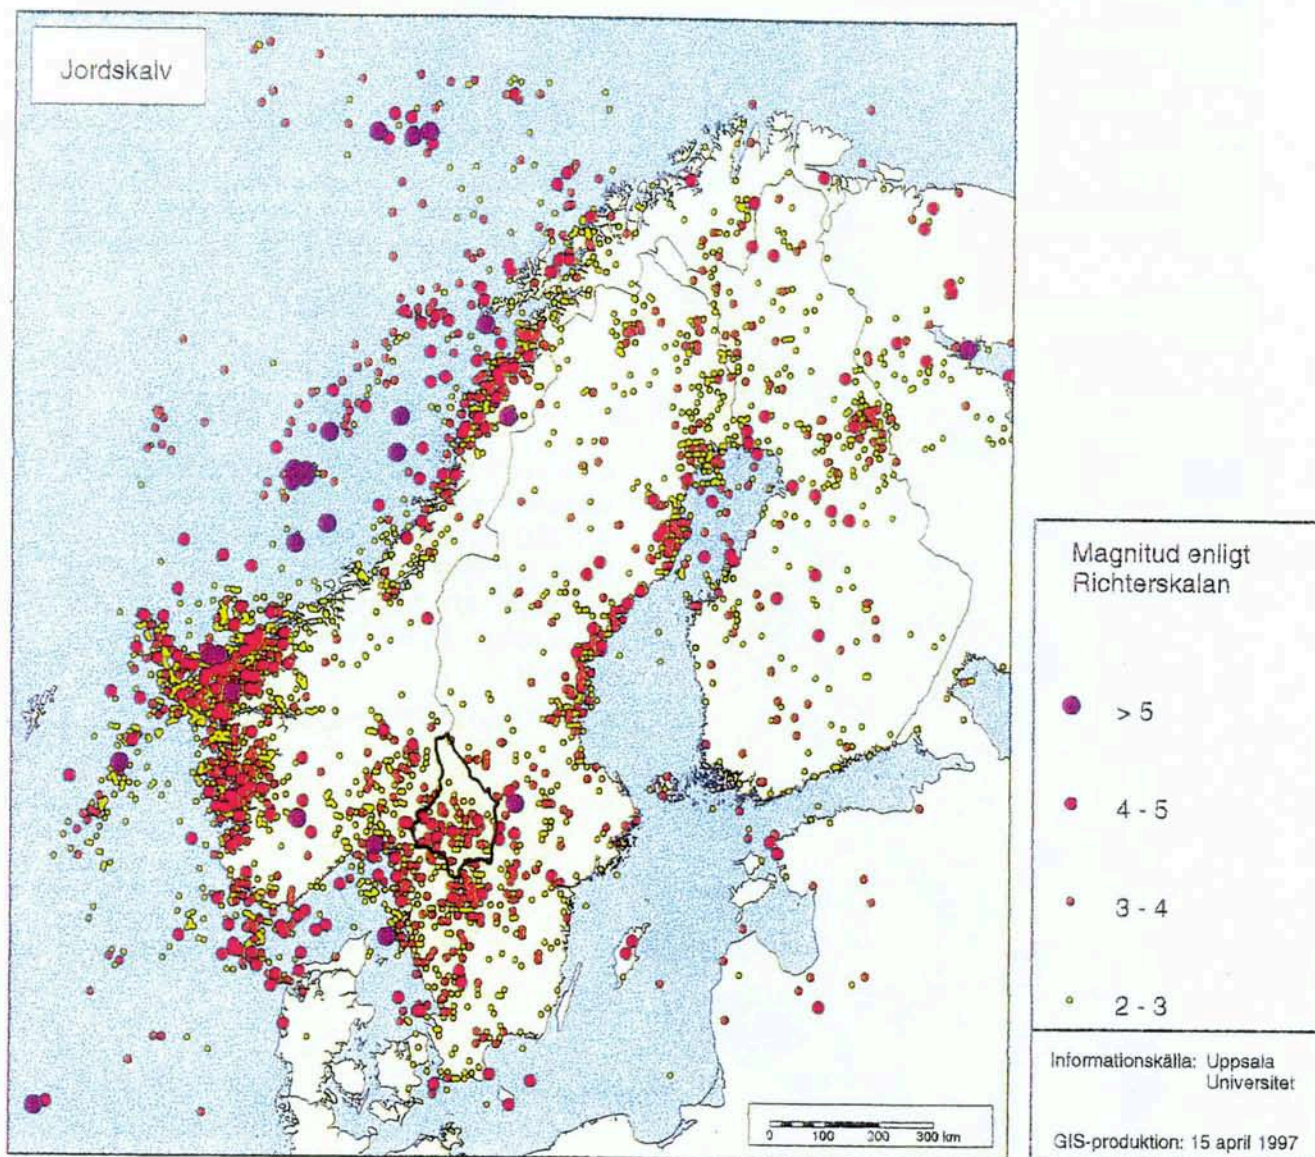 Jordskalv
Magnitud enligt
Richterskalan
> 5
4 - 5
3 - 4
2 - 3
0 100 200 300 km
Informationskälla: Uppsala
Universitet
GIS-produktion: 15 april 1997